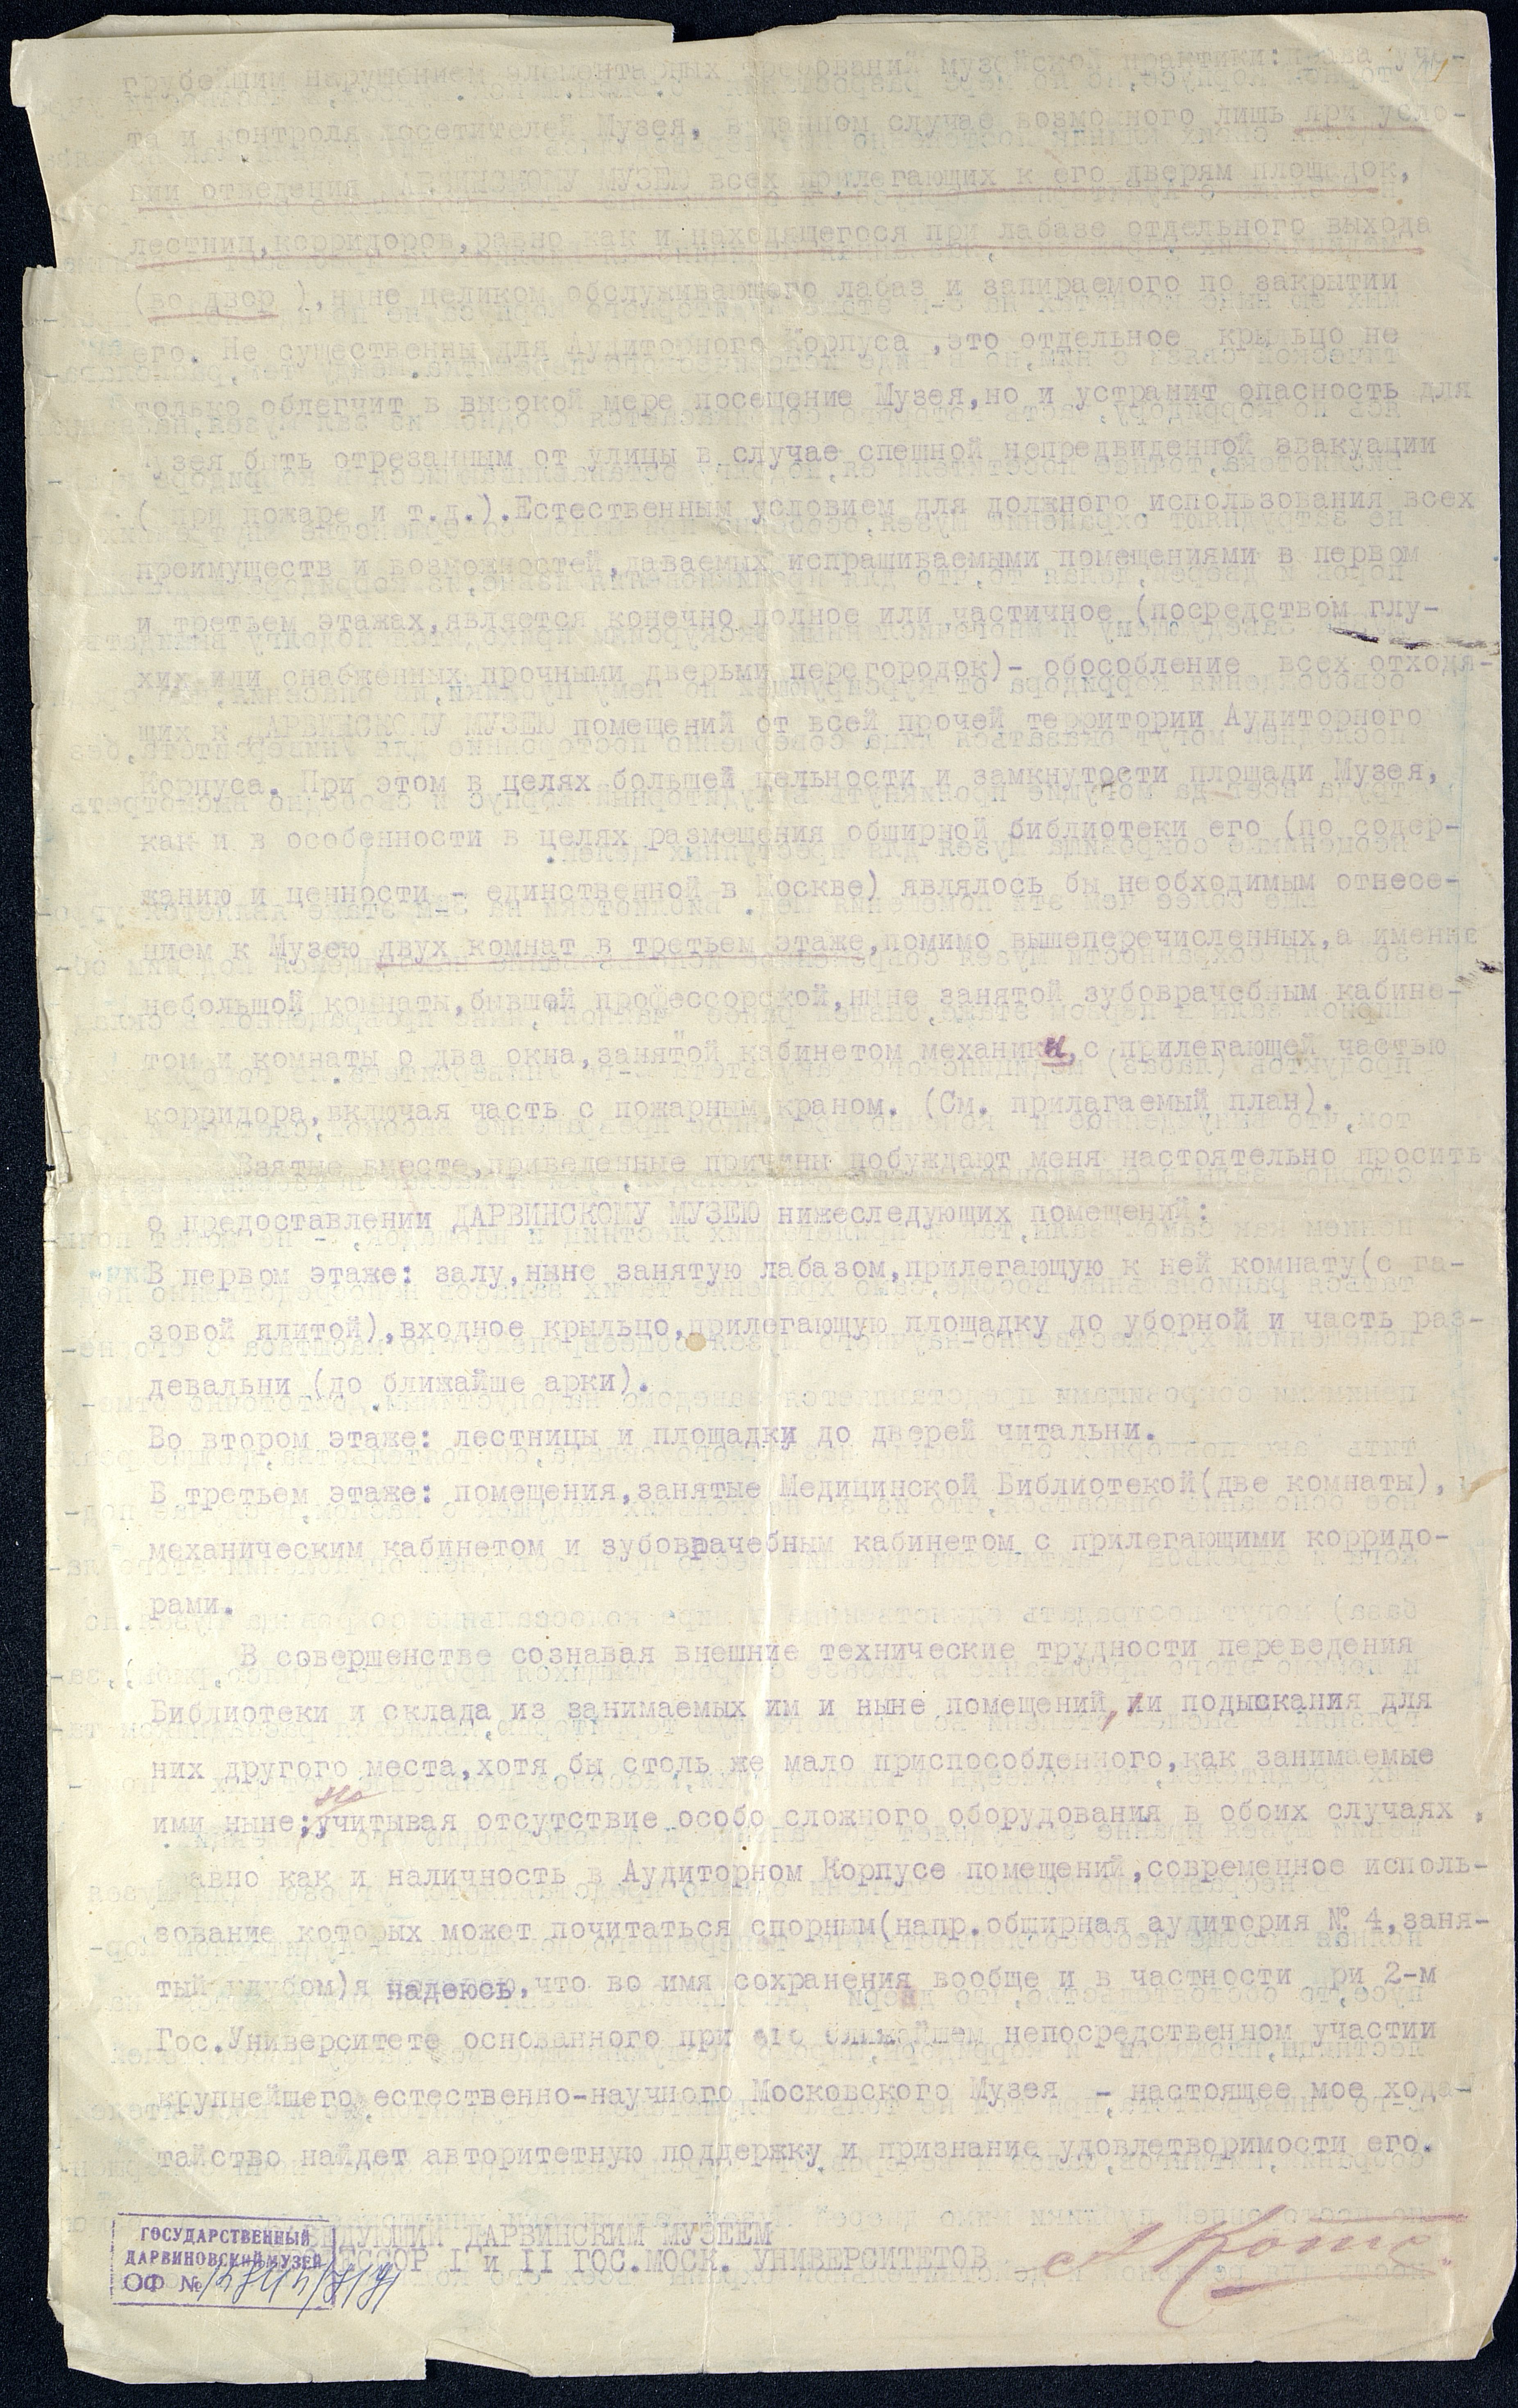 грубейшим нарушением элементарных требований музейской практики: учё-
та и контроля посетителей Музея, в данном случае возможного лишь при усло-
вии отведения ДАРВИНСКОМУ МУЗЕЮ всех прилегающих к его дверям площадок,
лестниц,корридоров,равно как и находящегося при лабазе отдельного выхода
(во двор ),ныне целиком обслуживающего лабаз и запираемого по закрытии
его. Не существенны для Аудиторного Корпуса ,это отдельное крыльцо не
только облегчит в высокой мере посещение Музея,но и устранит опасность для
узея быть отрезанным от улицы в случае спешной непредвиденной эвакуации
( при пожаре и т.д.).Естественным условием для должного использования всех
преимуществ и возможностей,даваемых испрашиваемыми помещениями в первом
и третьем этажах,является конечно полное или частичное (посредством глу-
хих или снабженных прочными дверьми перегородок)- обособление всех отходя-
щих к ДАРВИНСКОМУ МУЗЕЮ помещений от всей прочей территории Аудиторного
Корпуса. При этом в целях большей цельности и замкнутости площади Музея,
как и в особенности в целях размещения обширной библиотеки его (по содер-
жанию и ценности - единственной в Москве) являлось бы необходимым отнесе-
нием к Музею двух комнат в третьем этаже,помимо вышеперечисленных,а именно
небольшой комнаты,бывшей профессорской,ныне занятой зубоврачебным кабине-
том и комнаты о два окна,занятой кабинетом механики,с прилегающей частью
корридора,включая часть с пожарным краном. (См. прилагаемый план).
Взятые вместе,приведенные причины побуждают меня настоятельно просить
о предоставлении ДАРВИНСКОМУ МУЗЕЮ нижеследующих помещений:
В первом этаже: залу,ныне занятую лабазом,прилегающую к ней комнату(с га-
зовой плитой),входное крыльцо,прилегающую площадку до уборной и часть раз-
девальни (до ближайше арки).
Во втором этаже: лестницы и площадки до дверей читальни.
В третьем этаже: помещения,занятые Медицинской Библиотекой(две комнаты),
механическим кабинетом и зубоврачебным кабинетом с прилегающими корридо-
рами.
В совершенстве сознавая внешние технические трудности переведения
Библиотеки и склада из занимаемых им и ныне помещений, и подыскания для
них другого места,хотя бы столь же мало приспособленного,как занимаемые
ими ныне; но учитывая отсутствие особо сложного оборудования в обоих случаях ,
равно как и наличность в Аудиторном Корпусе помещений,современное исполь-
зование которых может почитаться спорным(напр.обширная аудитория № 4,заня-
тый клубом)я надеюсь,что во имя сохранения вообще и в частности при 2-м
Гос.Университете основанного при его ближайшем непосредственном участии
крупнейшего естественно-научного Московского Музея - настоящее мое хода-
тайство найдет авторитетную поддержку и признание удовлетворимости его.
ЗАВЕДУЮЩИЙ ДАРВИНСКИМ МУЗЕЕМ
ПРОФЕССОР I и II ГОС.МОСК. УНИВЕРСИТЕТОВ
А Котс
ГОСУДАРСТВЕННЫЙ
ДАРВИНОВСКИЙ МУЗЕЙ
ОФ №